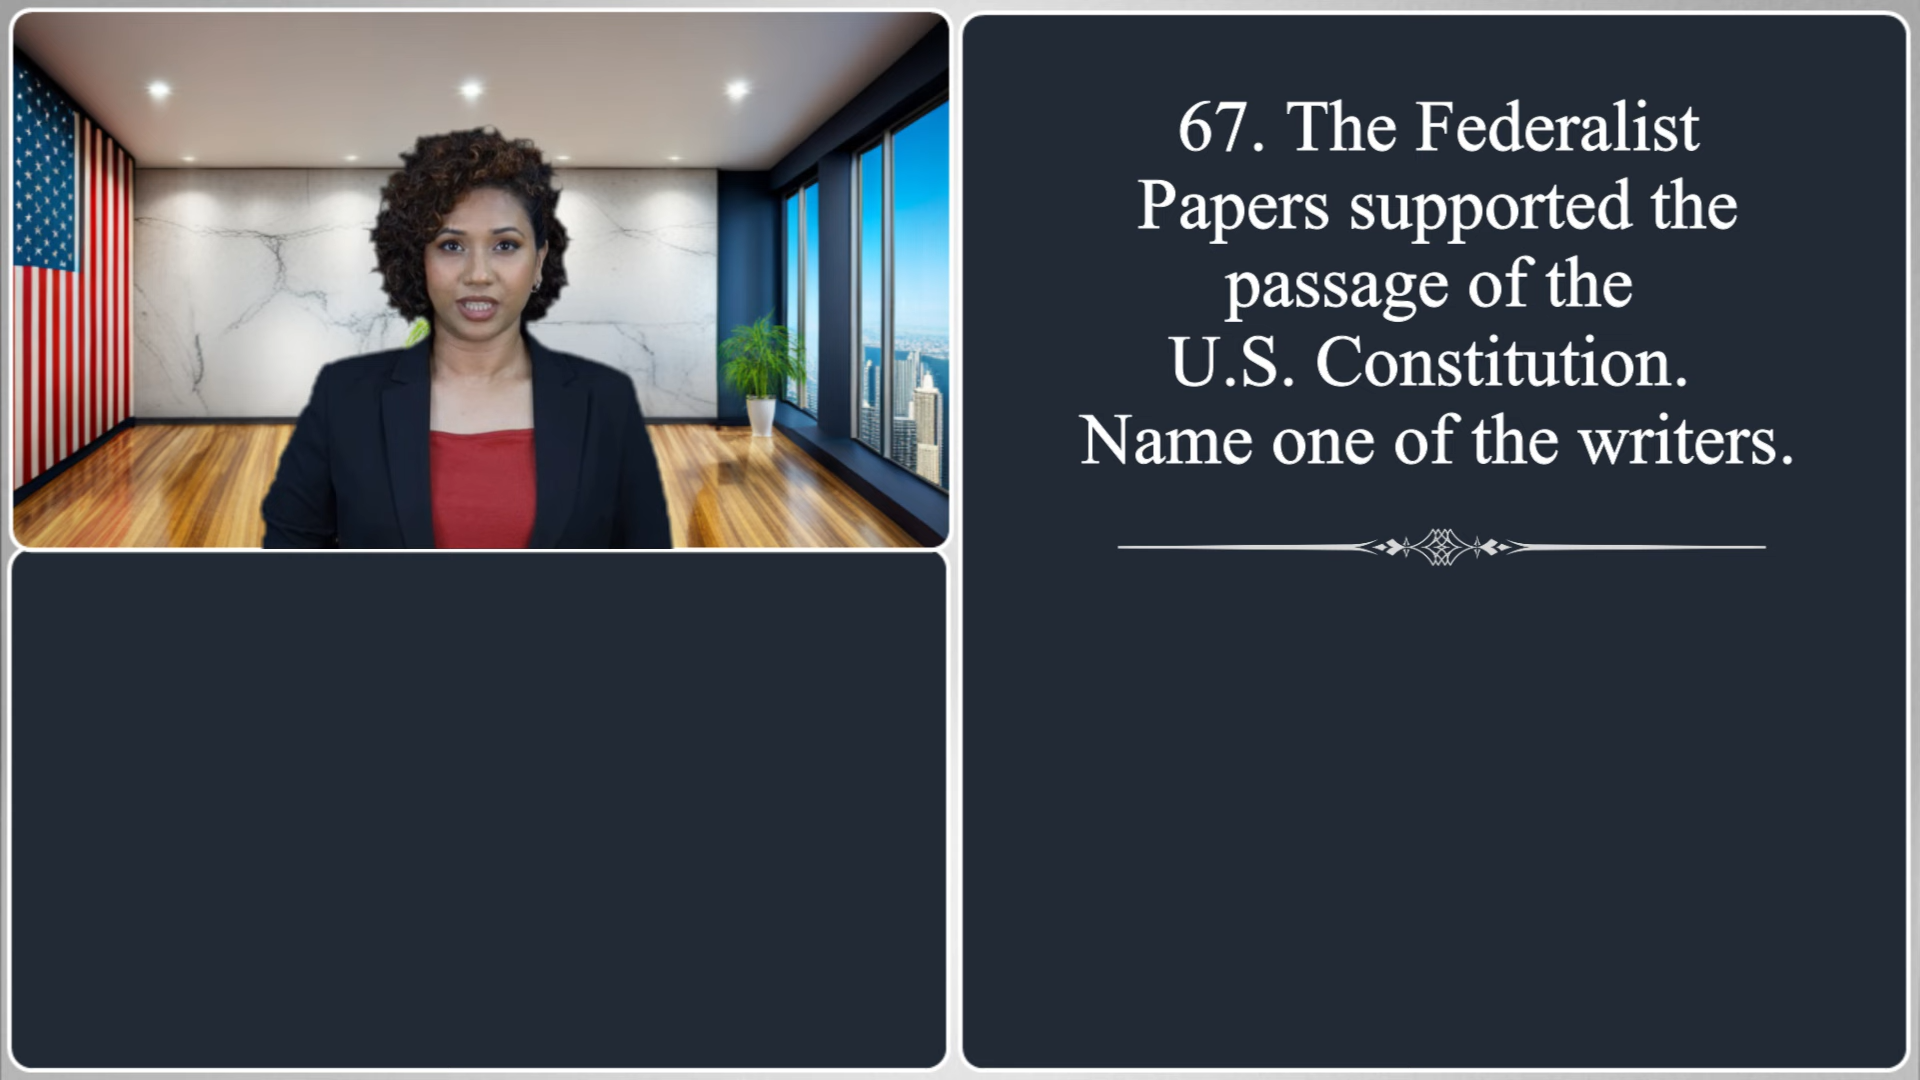 67. The Federalist
Papers supported the
passage of the
U.S. Constitution.
Name one of the writers.